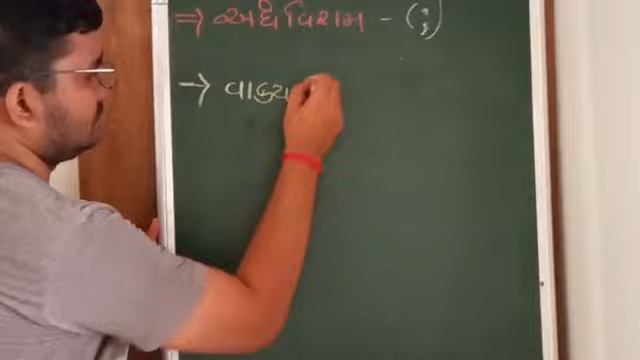 ⇒ અર્ધવિરામ - (;)
→ વાક્ય